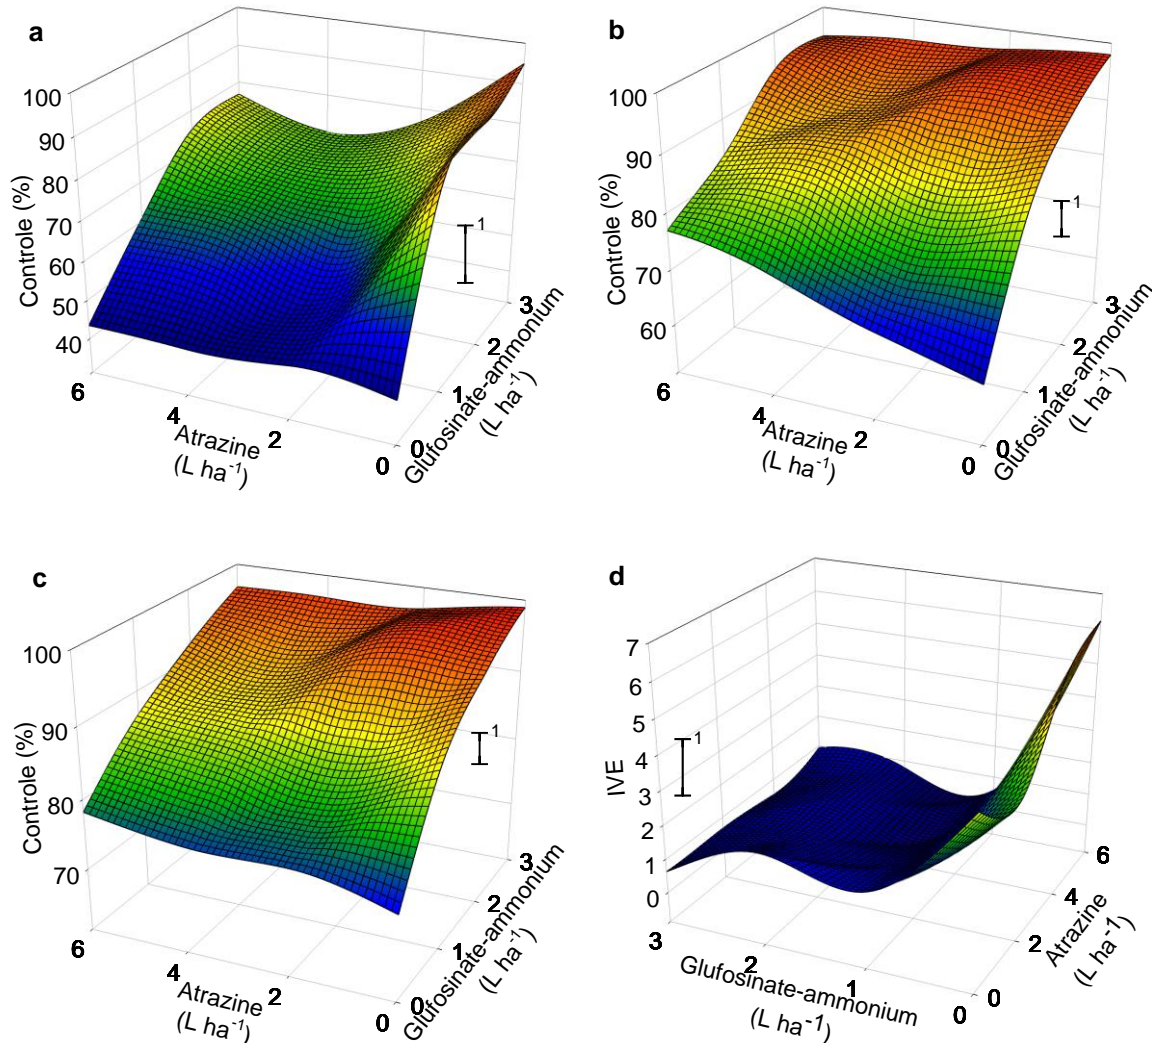 a
100
90
80
70
60
50
40
Controle (%)
6
4
2
0
Atrazine
(L ha-1)
0
1
2
3
Glufosinate-ammonium
(L ha-1)
1
b
100
90
80
70
60
Controle (%)
6
4
2
0
Atrazine
(L ha-1)
0
1
2
3
Glufosinate-ammonium
(L ha-1)
1
c
100
90
80
70
Controle (%)
6
4
2
0
Atrazine
(L ha-1)
0
1
2
3
Glufosinate-ammonium
(L ha-1)
1
d
7
6
5
4
3
2
1
0
IVE
3
2
1
0
Glufosinate-ammonium
(L ha-1)
0
2
4
6
Atrazine
(L ha-1)
1